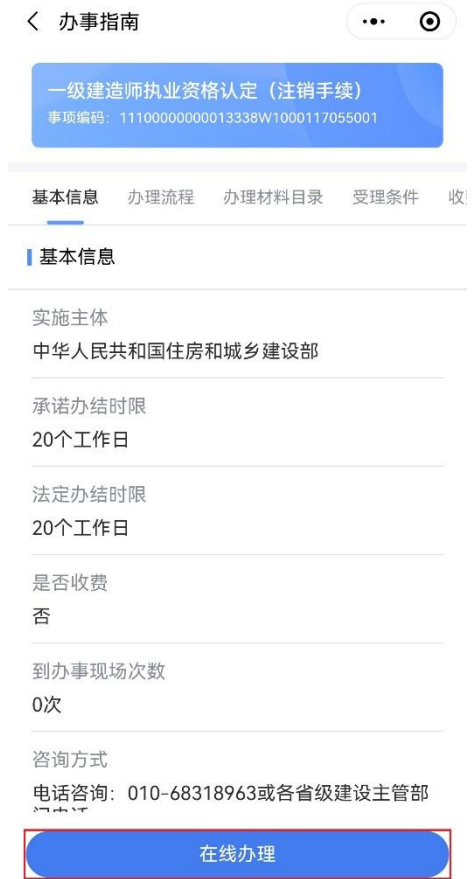 办事指南
一级建造师执业资格认定（注销手续）
事项编码：11100000000013338W1000117055001
基本信息 办理流程 办理材料目录 受理条件 收
基本信息
实施主体
中华人民共和国住房和城乡建设部
承诺办结时限
20个工作日
法定办结时限
20个工作日
是否收费
否
到办事现场次数
0次
咨询方式
电话咨询：010-68318963或各省级建设主管部
在线办理